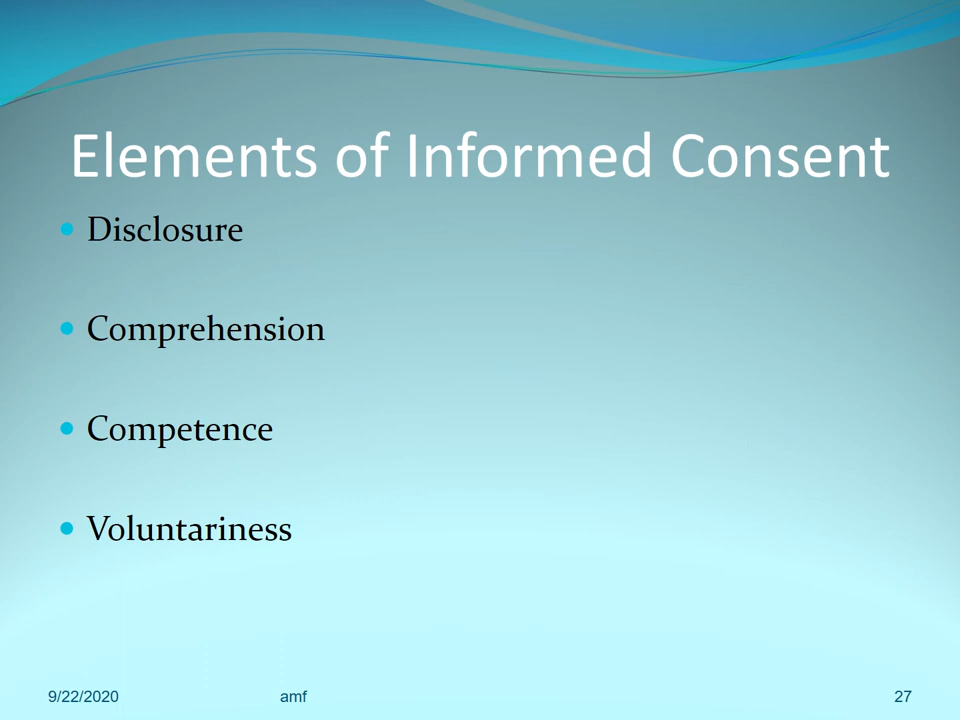 Elements of Informed Consent
Disclosure
Comprehension
Competence
Voluntariness
9/22/2020 amf 27